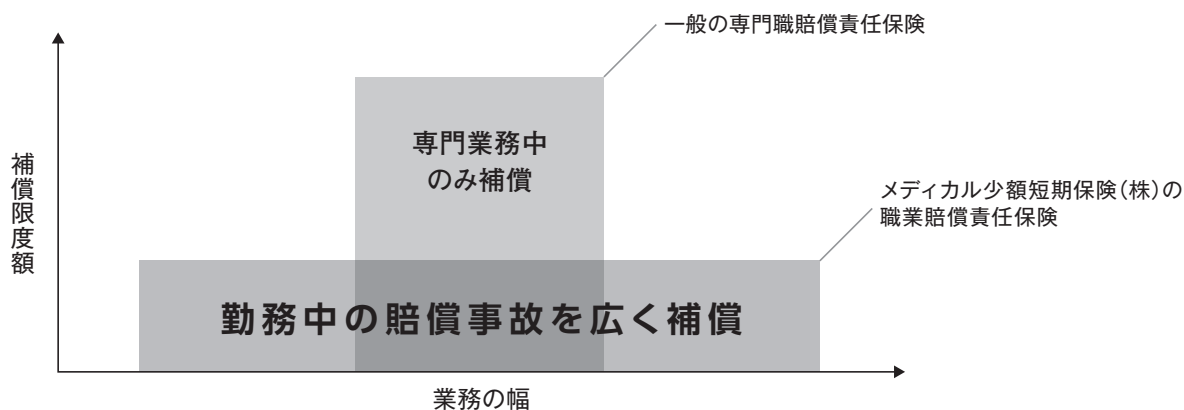 一般の専門職賠償責任保険
専門業務中
のみ補償
補償限度額
メディカル少額短期保険(株)の
職業賠償責任保険
勤務中の賠償事故を広く補償
業務の幅